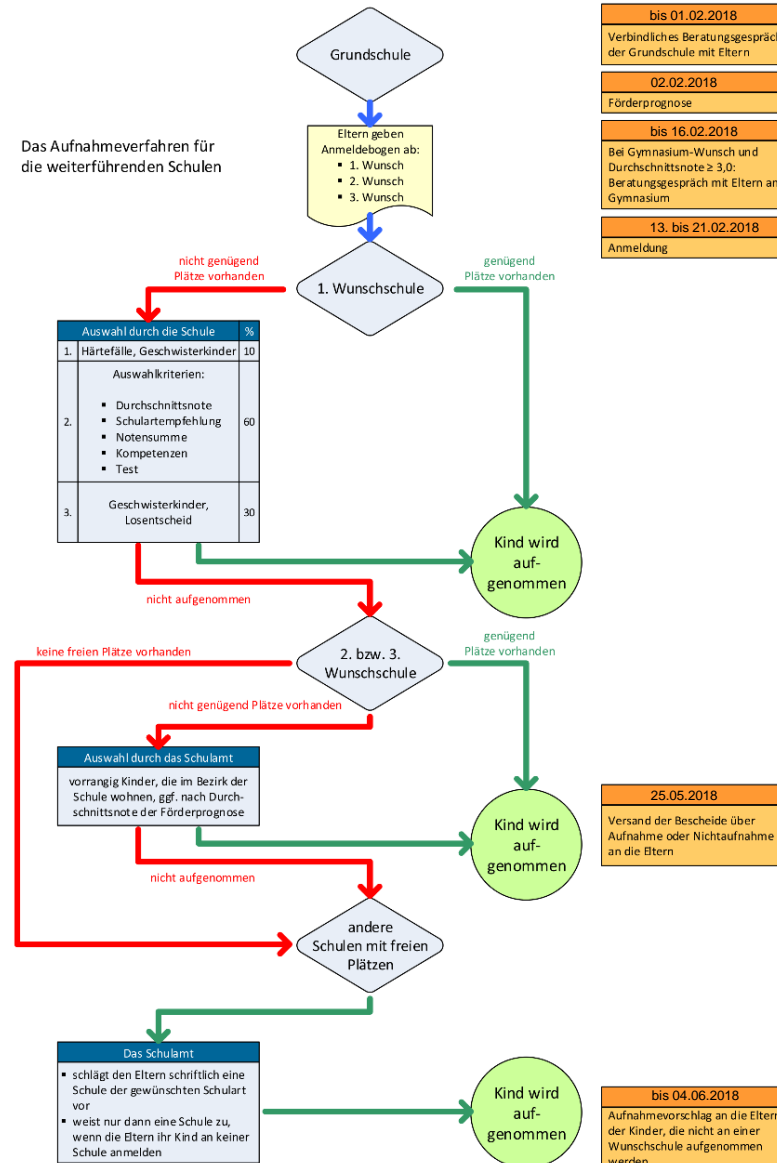 Grundschule
bis 01.02.2018
Verbindliches Beratungsgespräch
der Grundschule mit Eltern
02.02.2018
Förderprognose
bis 16.02.2018
Bei Gymnasium-Wunsch und
Durchschnittsnote ≥ 3,0:
Beratungsgespräch mit Eltern am
Gymnasium
13. bis 21.02.2018
Anmeldung
Das Aufnahmeverfahren für
die weiterführenden Schulen
Eltern geben
Anmeldebogen ab:
▪ 1. Wunsch
▪ 2. Wunsch
▪ 3. Wunsch
nicht genügend
Plätze vorhanden
1. Wunschschule
genügend
Plätze vorhanden
Auswahl durch die Schule %
1. Härtefälle, Geschwisterkinder 10
Auswahlkriterien:
▪ Durchschnittsnote
▪ Schulartempfehlung
2. ▪ Notensumme 60
▪ Kompetenzen
▪ Test
3. Geschwisterkinder, 30
Losentscheid
Kind wird
auf-
genommen
nicht aufgenommen
keine freien Plätze vorhanden
2. bzw. 3.
Wunschschule
genügend
Plätze vorhanden
nicht genügend Plätze vorhanden
Auswahl durch das Schulamt
vorrangig Kinder, die im Bezirk der
Schule wohnen, ggf. nach Durch-
schnittsnote der Förderprognose
Kind wird
auf-
genommen
25.05.2018
Versand der Bescheide über
Aufnahme oder Nichtaufnahme
an die Eltern
nicht aufgenommen
andere
Schulen mit freien
Plätzen
Das Schulamt
▪ schlägt den Eltern schriftlich eine
Schule der gewünschten Schulart
vor
▪ weist nur dann eine Schule zu,
wenn die Eltern ihr Kind an keiner
Schule anmelden
Kind wird
auf-
genommen
bis 04.06.2018
Aufnahmevorschlag an die Eltern
der Kinder, die nicht an einer
Wunschschule aufgenommen
werden